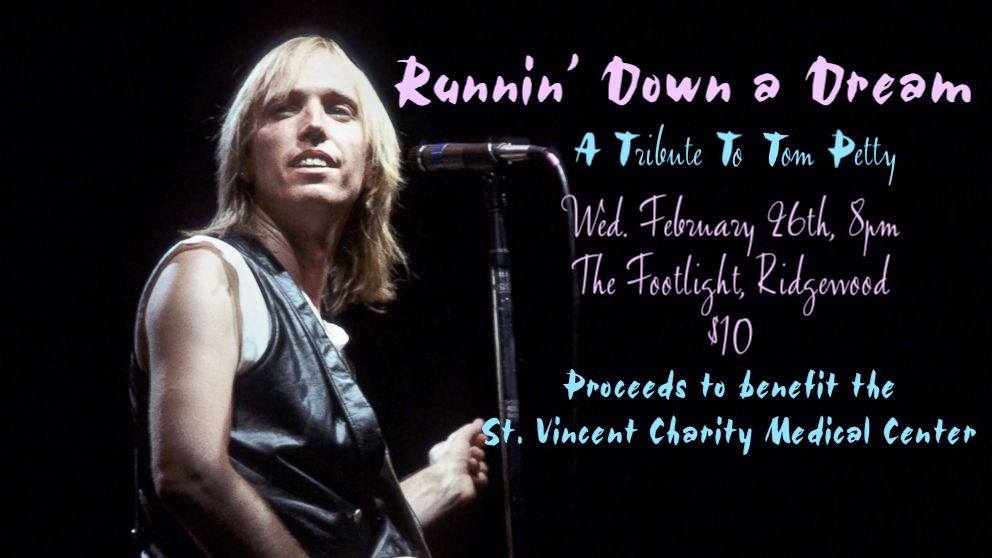 Runnin' Down a Dream
A Tribute To Tom Petty
Wed. February 26th, 8pm
The Footlight, Ridgewood
$10
Proceeds to benefit the
St. Vincent Charity Medical Center